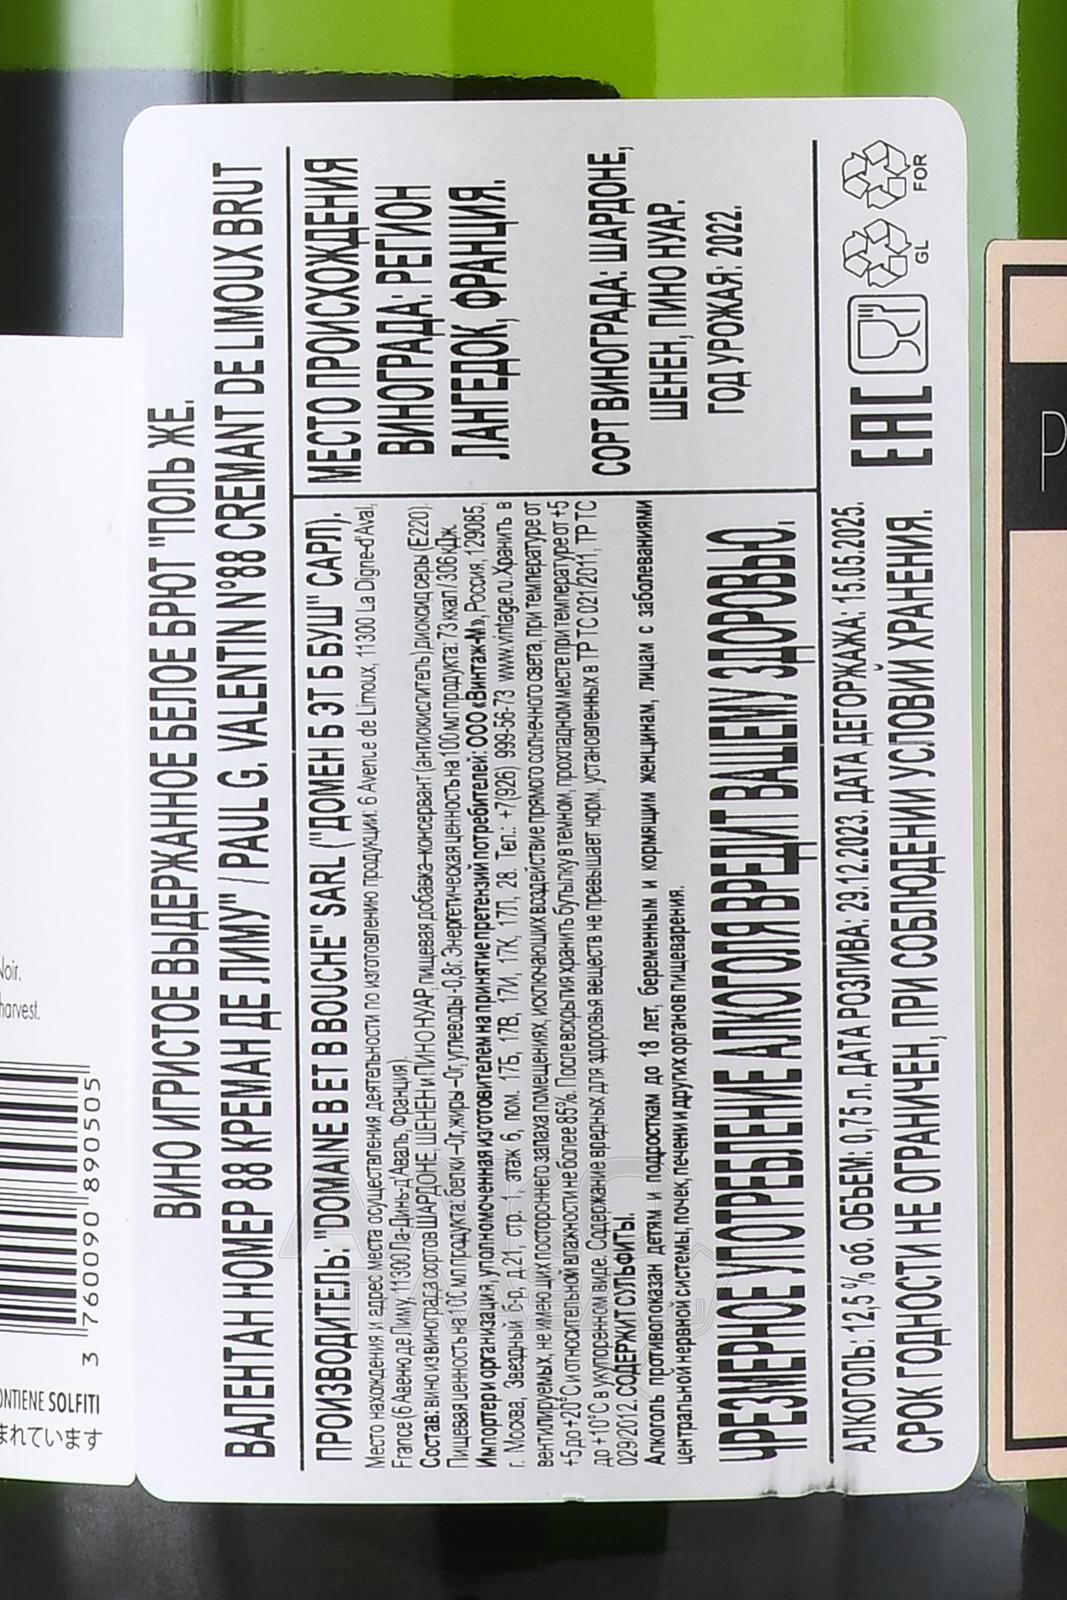 ВИНО ИГРИСТОЕ ВЫДЕРЖАННОЕ БЕЛОЕ БРЮТ "ПОЛЬ ЖЕ.
ВАЛЕНТАН НОМЕР 88 КРЕМАН ДЕ ЛИМУ" / PAUL G. VALENTIN N°88 CREMANT DE LIMOUX BRUT
ПРОИЗВОДИТЕЛЬ: "DOMAINE B ET B BOUCHE" SARL ("ДОМЕН Б ЭТ Б БУШ" САРЛ).
Место нахождения и адрес места осуществления деятельности по изготовлению продукции: 6 Avenue de Limoux, 11300 La Digne-d'Aval,
France (6 Авеню де Лиму, 11300 Ла-Динь-д'Аваль, Франция).
Состав: вино из винограда сортов ШАРДОНЕ, ШЕНЕН и ПИНО НУАР, пищевая добавка-консервант (антиокислитель) диоксид серы (Е220).
Пищевая ценность на 100 мл продукта: белки – 0г, жиры – 0г, углеводы - 0,8г. Энергетическая ценность на 100 мл продукта: 73 ккал / 306 кДж.
Импортер и организация, уполномоченная изготовителем на принятие претензий потребителей: ООО «Винтаж-М», Россия, 129085,
г. Москва, Звездный б-р, д.21, стр. 1, этаж 6, пом. 17Б, 17В, 17И, 17К, 17Л, 28. Тел.: +7(926) 999-56-73 www.vintage.ru. Хранить в
вентилируемых, не имеющих постороннего запаха помещениях, исключающих воздействие прямого солнечного света, при температуре от
+5 до +20°С и относительной влажности не более 85%. После вскрытия хранить бутылку в темном, прохладном месте при температуре от +5
до +10°С в укупоренном виде. Содержание вредных для здоровья веществ не превышает норм, установленных в ТР ТС 021/2011, ТР ТС
029/2012. СОДЕРЖИТ СУЛЬФИТЫ.
Алкоголь противопоказан детям и подросткам до 18 лет, беременным и кормящим женщинам, лицам с заболеваниями
центральной нервной системы, почек, печени и других органов пищеварения.
ЧРЕЗМЕРНОЕ УПОТРЕБЛЕНИЕ АЛКОГОЛЯ ВРЕДИТ ВАШЕМУ ЗДОРОВЬЮ.
МЕСТО ПРОИСХОЖДЕНИЯ
ВИНОГРАДА: РЕГИОН
ЛАНГЕДОК, ФРАНЦИЯ.
СОРТ ВИНОГРАДА: ШАРДОНЕ,
ШЕНЕН, ПИНО НУАР.
ГОД УРОЖАЯ: 2022.
АЛКОГОЛЬ: 12,5 % об. ОБЪЕМ: 0,75 л. ДАТА РОЗЛИВА: 29.12.2023. ДАТА ДЕГОРЖАЖА: 15.05.2025.
СРОК ГОДНОСТИ НЕ ОГРАНИЧЕН, ПРИ СОБЛЮДЕНИИ УСЛОВИЙ ХРАНЕНИЯ.
EAC
GL
FOR
Noir.
harvest.
3 760090 890505
SOLFITI
まれています
P